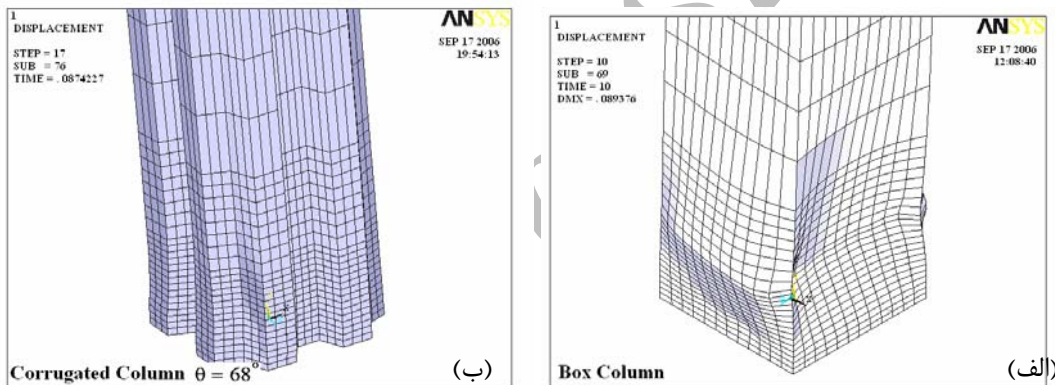 1
DISPLACEMENT
STEP = 17
SUB = 76
TIME = .0874227
ANSYS
SEP 17 2006
19:54:13
Corrugated Column θ = 68°
(ب)
1
DISPLACEMENT
STEP = 10
SUB = 69
TIME = 10
DMX = .089376
ANSYS
SEP 17 2006
12:08:40
Box Column
(الف)